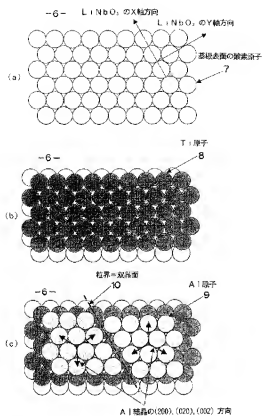 -6-
LiNbO₃のX軸方向
LiNbO₃のY軸方向
基板表面の酸素原子
7
(a)
Ti原子
-6-
8
(b)
粒界=双晶面
Al原子
-6-
10
9
(c)
Al結晶の(200),(020),(002)方向